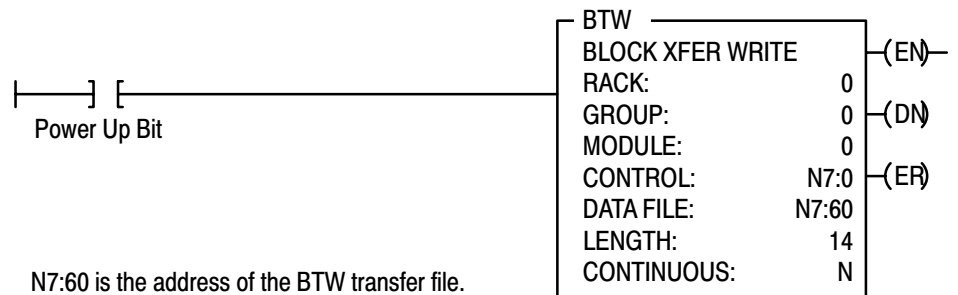 BTW
BLOCK XFER WRITE
(EN)
RACK: 0
GROUP: 0
(DN)
MODULE: 0
CONTROL: N7:0
(ER)
DATA FILE: N7:60
LENGTH: 14
CONTINUOUS: N
Power Up Bit
N7:60 is the address of the BTW transfer file.